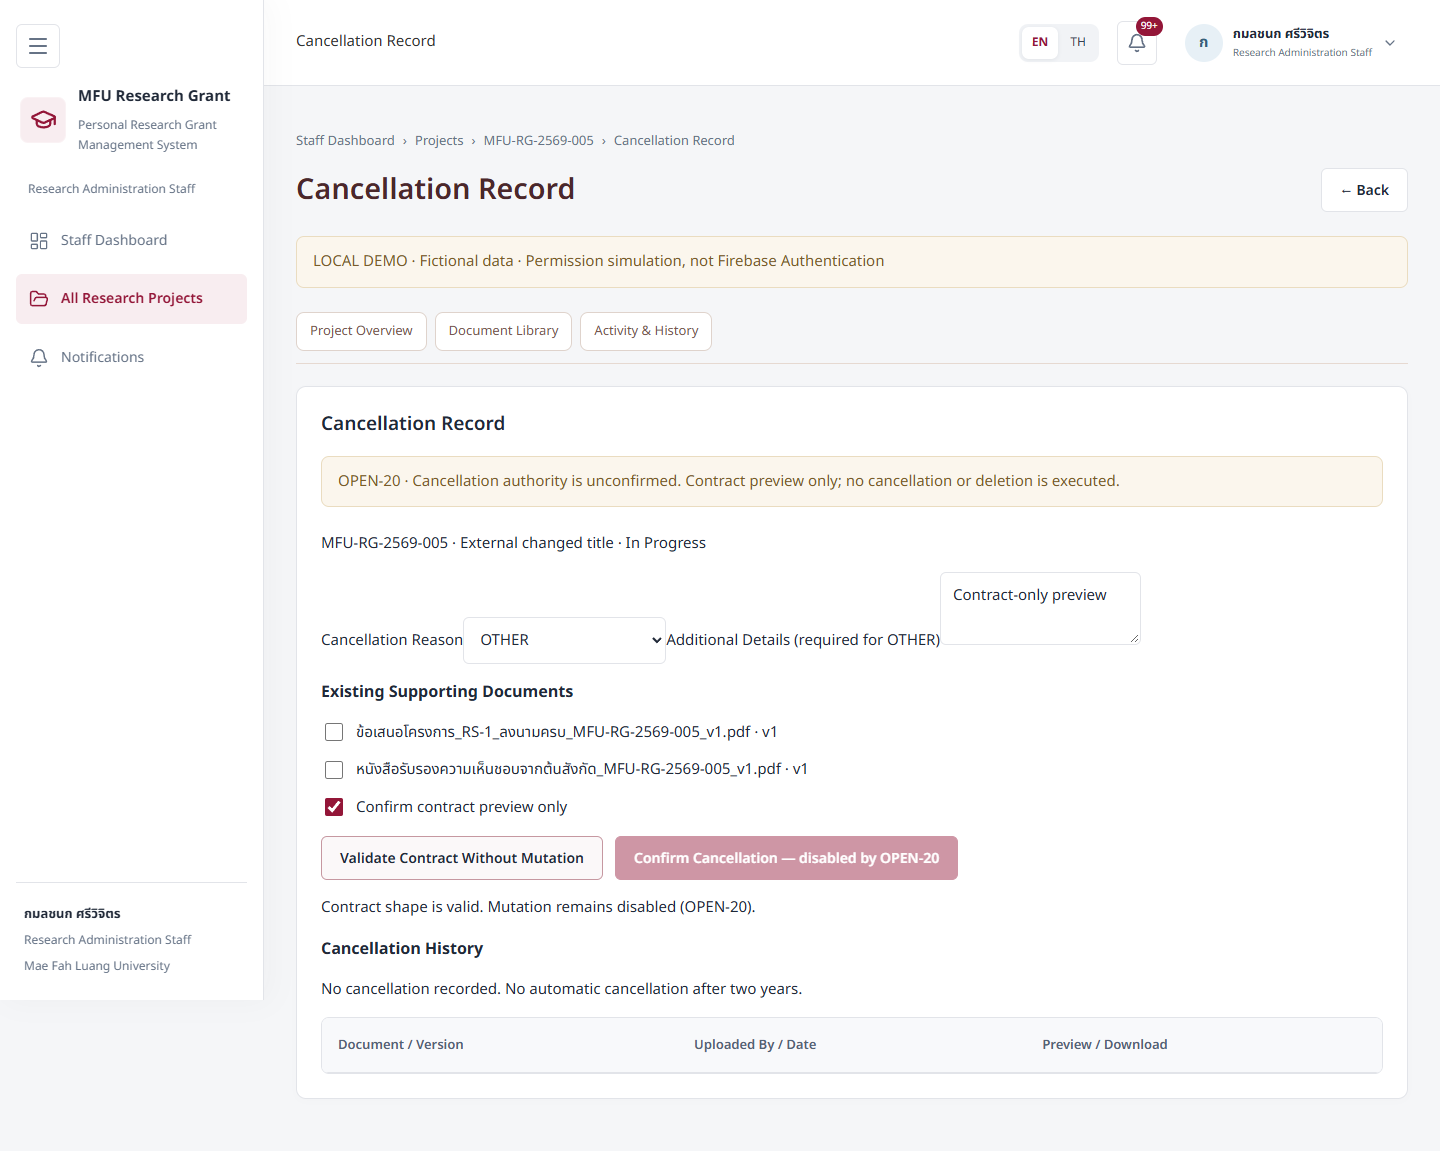 MFU Research Grant
Personal Research Grant
Management System
Research Administration Staff
Staff Dashboard
All Research Projects
Notifications
กมลชนก ศรีวิจิตร
Research Administration Staff
Mae Fah Luang University
Cancellation Record
EN TH
99+
ก
กมลชนก ศรีวิจิตร
Research Administration Staff
Staff Dashboard › Projects › MFU-RG-2569-005 › Cancellation Record
Cancellation Record
← Back
LOCAL DEMO · Fictional data · Permission simulation, not Firebase Authentication
Project Overview
Document Library
Activity & History
Cancellation Record
OPEN-20 · Cancellation authority is unconfirmed. Contract preview only; no cancellation or deletion is executed.
MFU-RG-2569-005 · External changed title · In Progress
Cancellation Reason OTHER Additional Details (required for OTHER) Contract-only preview
Existing Supporting Documents
ข้อเสนอโครงการ_RS-1_ลงนามครบ_MFU-RG-2569-005_v1.pdf · v1
หนังสือรับรองความเห็นชอบจากต้นสังกัด_MFU-RG-2569-005_v1.pdf · v1
Confirm contract preview only
Validate Contract Without Mutation
Confirm Cancellation — disabled by OPEN-20
Contract shape is valid. Mutation remains disabled (OPEN-20).
Cancellation History
No cancellation recorded. No automatic cancellation after two years.
Document / Version Uploaded By / Date Preview / Download